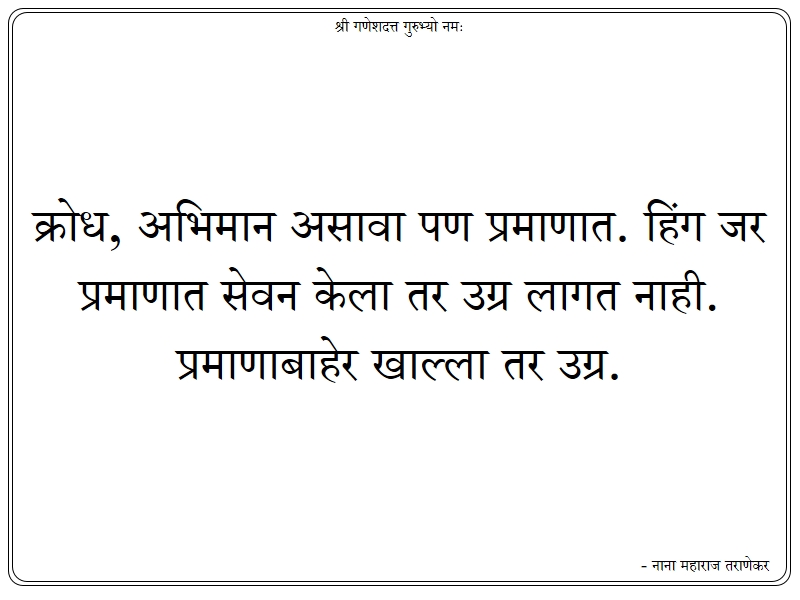 श्री गणेशदत्त गुरुभ्यो नमः
क्रोध, अभिमान असावा पण प्रमाणात. हिंग जर
प्रमाणात सेवन केला तर उग्र लागत नाही.
प्रमाणाबाहेर खाल्ला तर उग्र.
- नाना महाराज तराणेकर